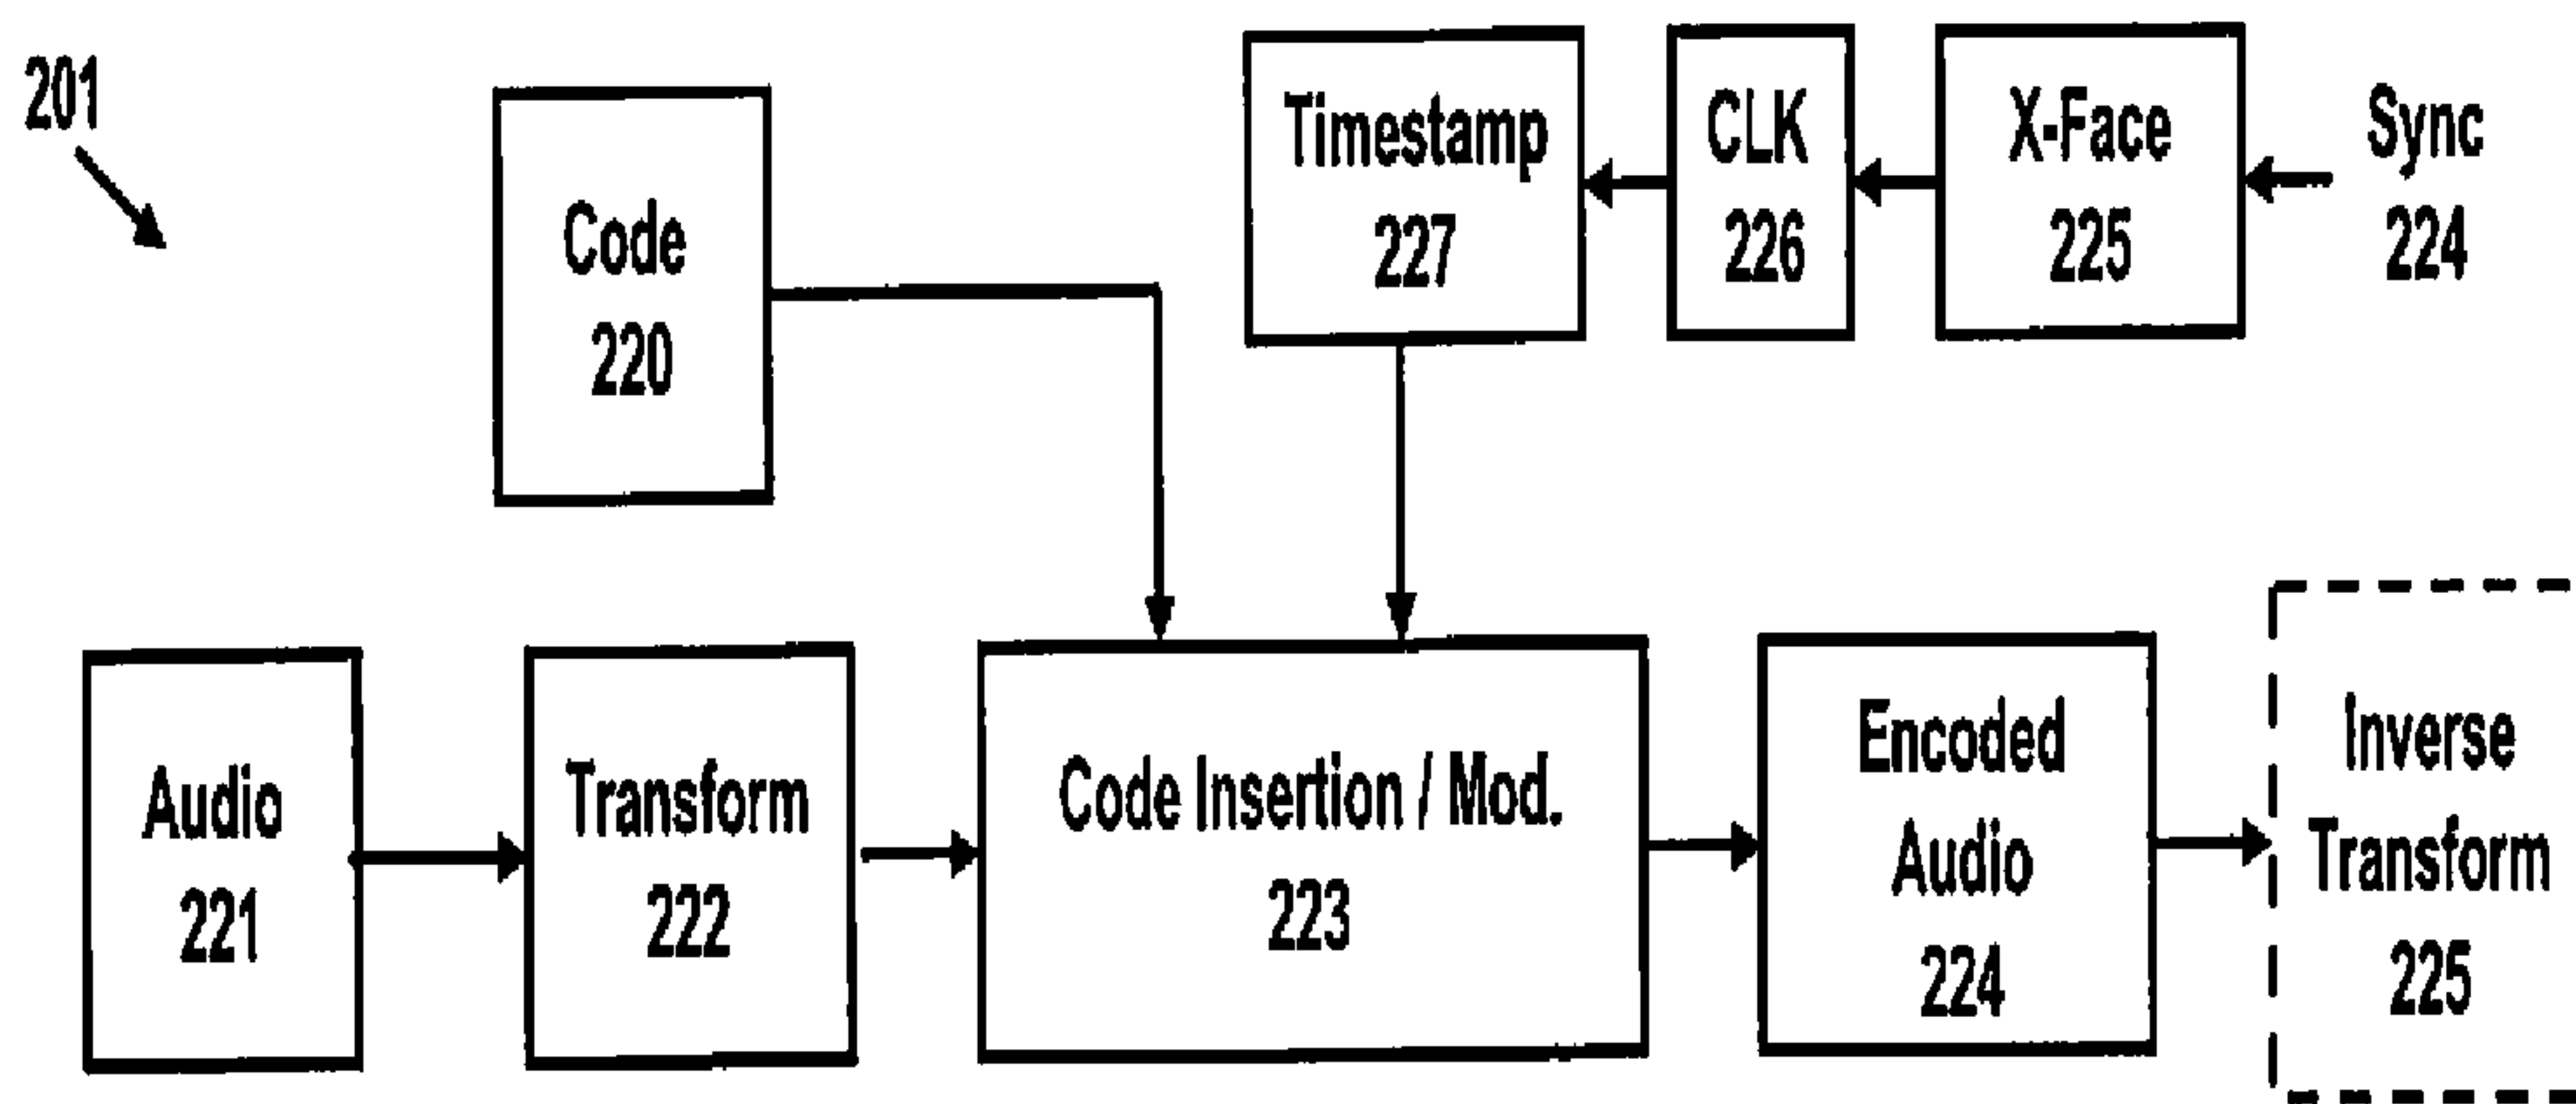 201
Code
220
Timestamp
227
CLK
226
X-Face
225
Sync
224
Audio
221
Transform
222
Code Insertion / Mod.
223
Encoded
Audio
224
Inverse
Transform
225